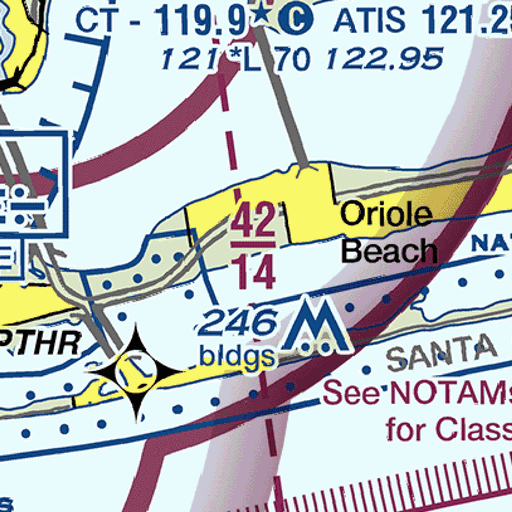 CT - 119.9 * C ATIS 121.25
121 *L 70 122.95
42
14
Oriole
Beach
NAT
246
bldgs
PTHR
SANTA
See NOTAMs
for Class
E
s